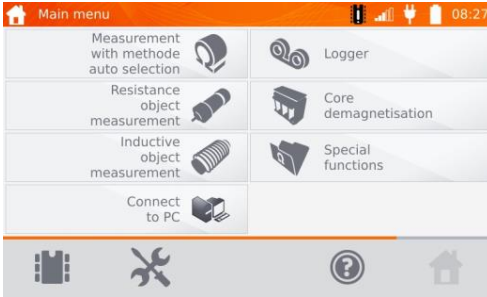 Main menu
08:27
Measurement
with methode
auto selection
Logger
Resistance
object
measurement
Core
demagnetisation
Inductive
object
measurement
Special
functions
Connect
to PC